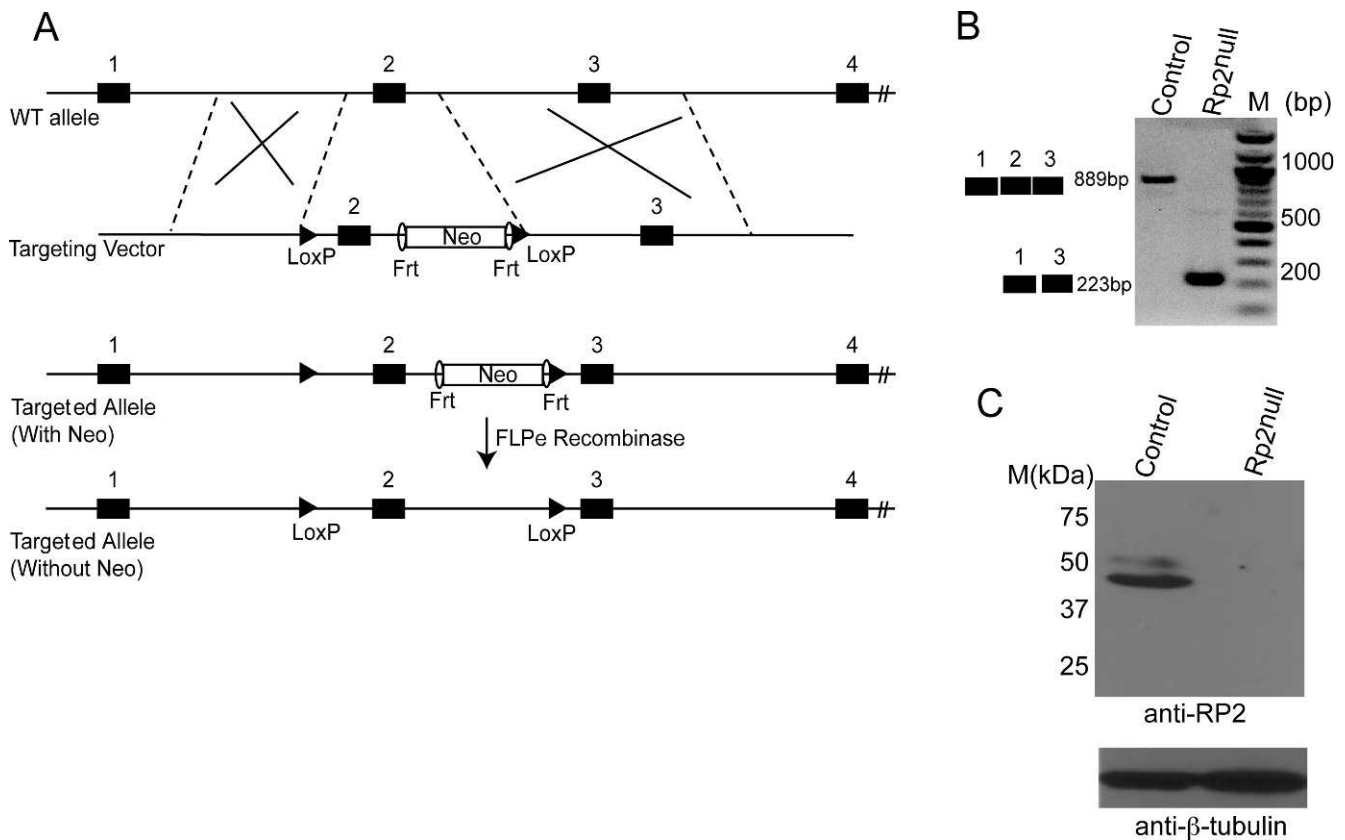 A
1 2 3 4
WT allele
2 3
Neo
Targeting Vector
LoxP LoxP
Frt Frt
1 2 3 4
Neo
Targeted Allele
(With Neo)
Frt Frt
FLPe Recombinase
1 2 3 4
LoxP LoxP
Targeted Allele
(Without Neo)
B
Control Rp2null M (bp)
1 2 3
889bp
1000
500
1 3
223bp
200
C
Control Rp2null
M(kDa)
75
50
37
25
anti-RP2
anti-β-tubulin